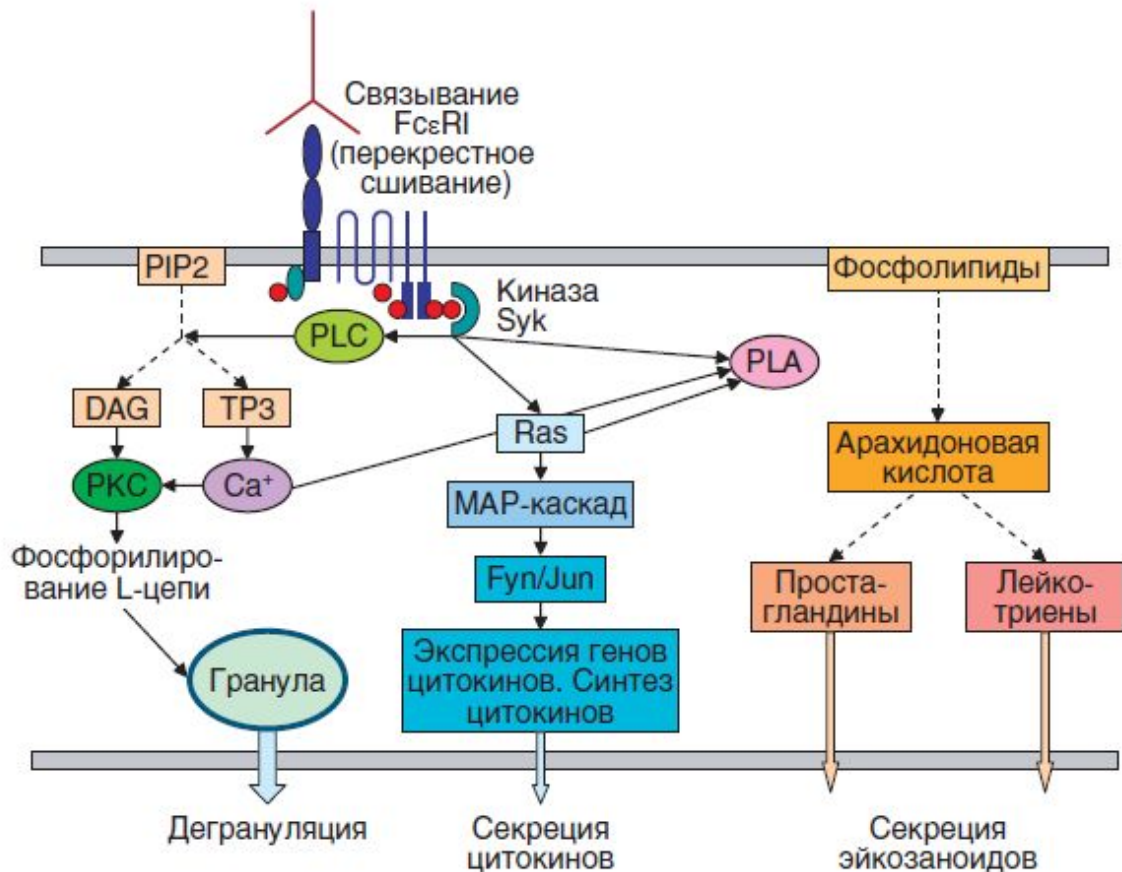 Связывание
FcεRI
(перекрестное
сшивание)
PIP2
Фосфолипиды
Киназа
Syk
PLC
PLA
DAG
TP3
Ras
Арахидоновая
кислота
PKC
Ca⁺
MAP-каскад
Фосфорилиро-
вание L-цепи
Fyn/Jun
Проста-
гландины
Лейко-
триены
Гранула
Экспрессия генов
цитокинов. Синтез
цитокинов
Дегрануляция
Секреция
цитокинов
Секреция
эйкозаноидов